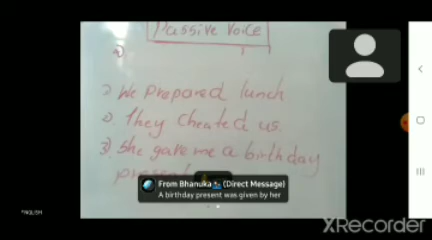 Passive Voice
1) We prepared lunch
2) They cheated us.
3) She gave me a birthday
present
From Bhanuka (Direct Message)
A birthday present was given by her
XRecorder